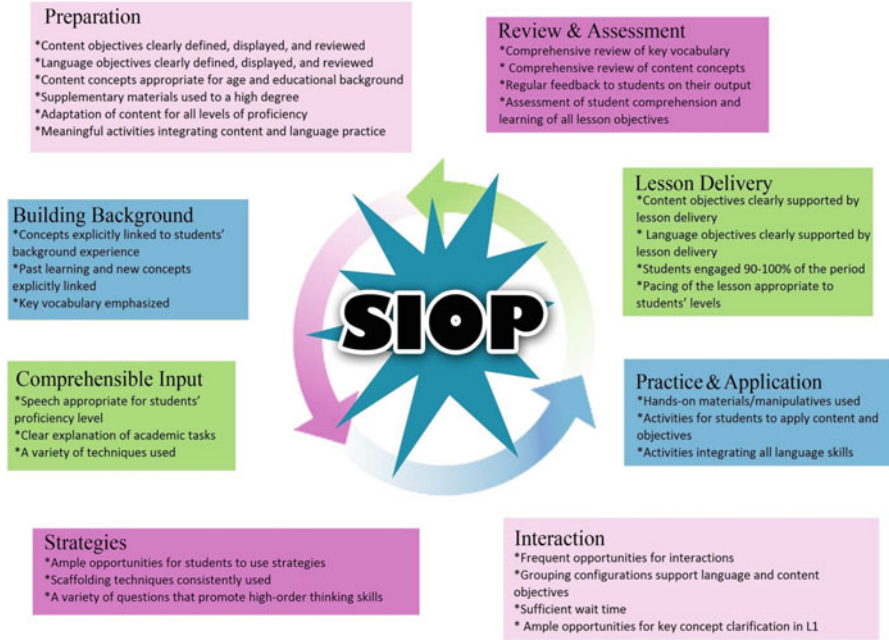 Preparation
*Content objectives clearly defined, displayed, and reviewed
*Language objectives clearly defined, displayed, and reviewed
*Content concepts appropriate for age and educational background
*Supplementary materials used to a high degree
*Adaptation of content for all levels of proficiency
*Meaningful activities integrating content and language practice
Building Background
*Concepts explicitly linked to students’
background experience
*Past learning and new concepts
explicitly linked
*Key vocabulary emphasized
Comprehensible Input
*Speech appropriate for students’
proficiency level
*Clear explanation of academic tasks
*A variety of techniques used
Strategies
*Ample opportunities for students to use strategies
*Scaffolding techniques consistently used
*A variety of questions that promote high-order thinking skills
SIOP
Interaction
*Frequent opportunities for interactions
*Grouping configurations support language and content
objectives
*Sufficient wait time
* Ample opportunities for key concept clarification in L1
Practice & Application
*Hands-on materials/manipulatives used
*Activities for students to apply content and
objectives
*Activities integrating all language skills
Lesson Delivery
*Content objectives clearly supported by
lesson delivery
* Language objectives clearly supported by
lesson delivery
*Students engaged 90-100% of the period
*Pacing of the lesson appropriate to
students’ levels
Review & Assessment
*Comprehensive review of key vocabulary
* Comprehensive review of content concepts
*Regular feedback to students on their output
*Assessment of student comprehension and
learning of all lesson objectives